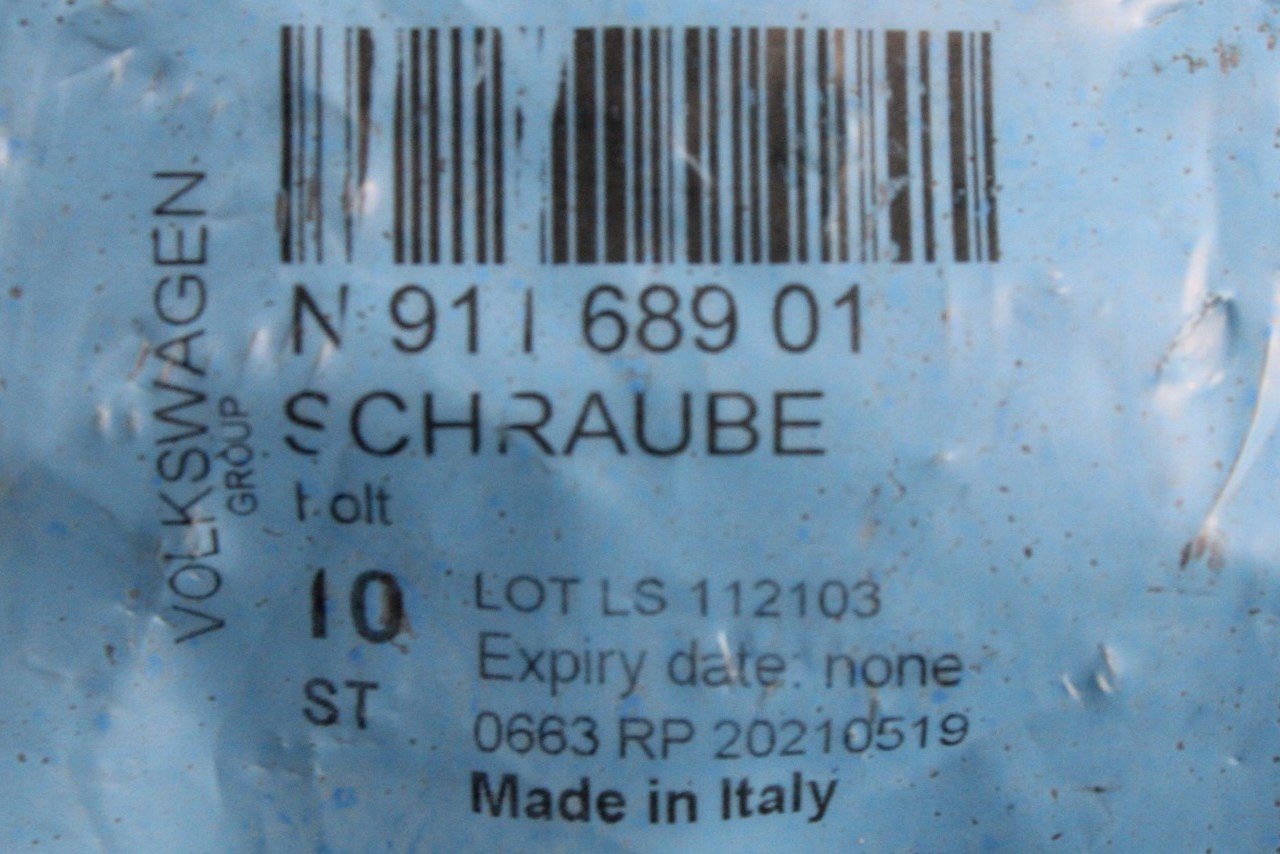 VOLKSWAGEN
GROUP
N 911 689 01
SCHRAUBE
bolt
10
ST
LOT LS 112103
Expiry date: none
0663 RP 20210519
Made in Italy